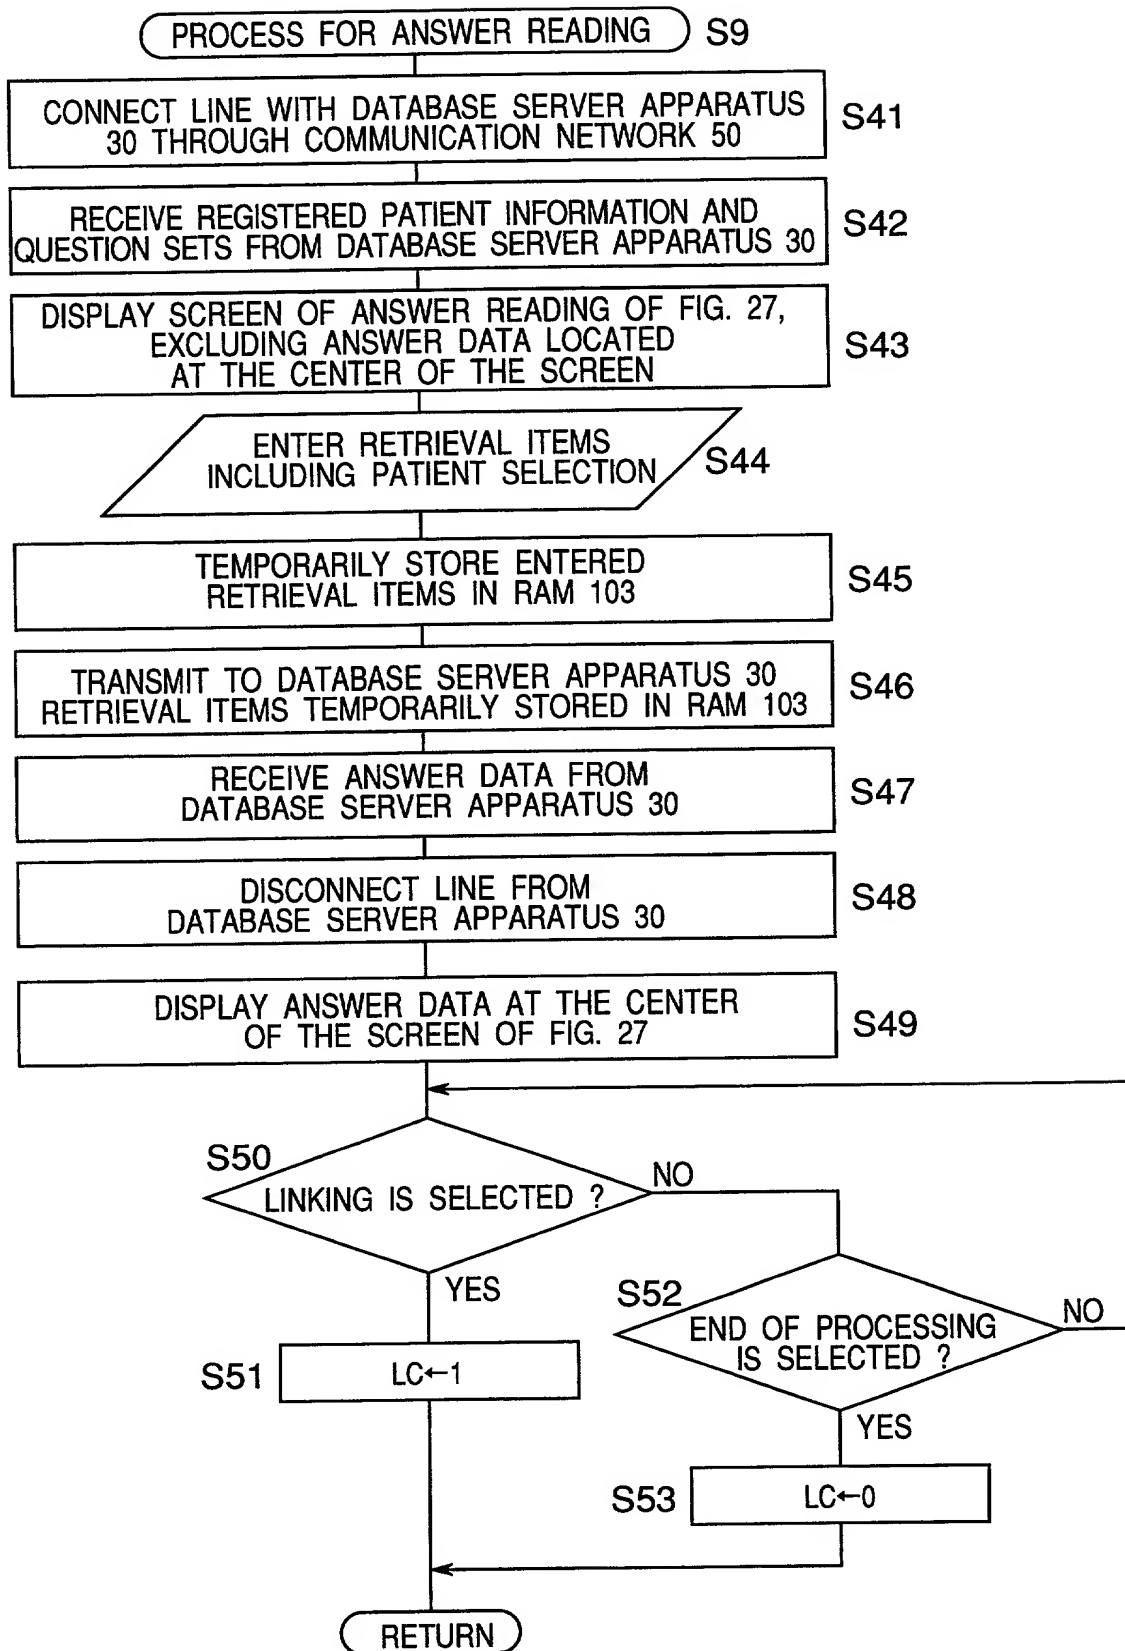 PROCESS FOR ANSWER READING S9
CONNECT LINE WITH DATABASE SERVER APPARATUS
30 THROUGH COMMUNICATION NETWORK 50
S41
RECEIVE REGISTERED PATIENT INFORMATION AND
QUESTION SETS FROM DATABASE SERVER APPARATUS 30
S42
DISPLAY SCREEN OF ANSWER READING OF FIG. 27,
EXCLUDING ANSWER DATA LOCATED
AT THE CENTER OF THE SCREEN
S43
ENTER RETRIEVAL ITEMS
INCLUDING PATIENT SELECTION
S44
TEMPORARILY STORE ENTERED
RETRIEVAL ITEMS IN RAM 103
S45
TRANSMIT TO DATABASE SERVER APPARATUS 30
RETRIEVAL ITEMS TEMPORARILY STORED IN RAM 103
S46
RECEIVE ANSWER DATA FROM
DATABASE SERVER APPARATUS 30
S47
DISCONNECT LINE FROM
DATABASE SERVER APPARATUS 30
S48
DISPLAY ANSWER DATA AT THE CENTER
OF THE SCREEN OF FIG. 27
S49
S50
LINKING IS SELECTED ?
NO
YES
S52
END OF PROCESSING
IS SELECTED ?
NO
S51
LC←1
YES
S53
LC←0
RETURN